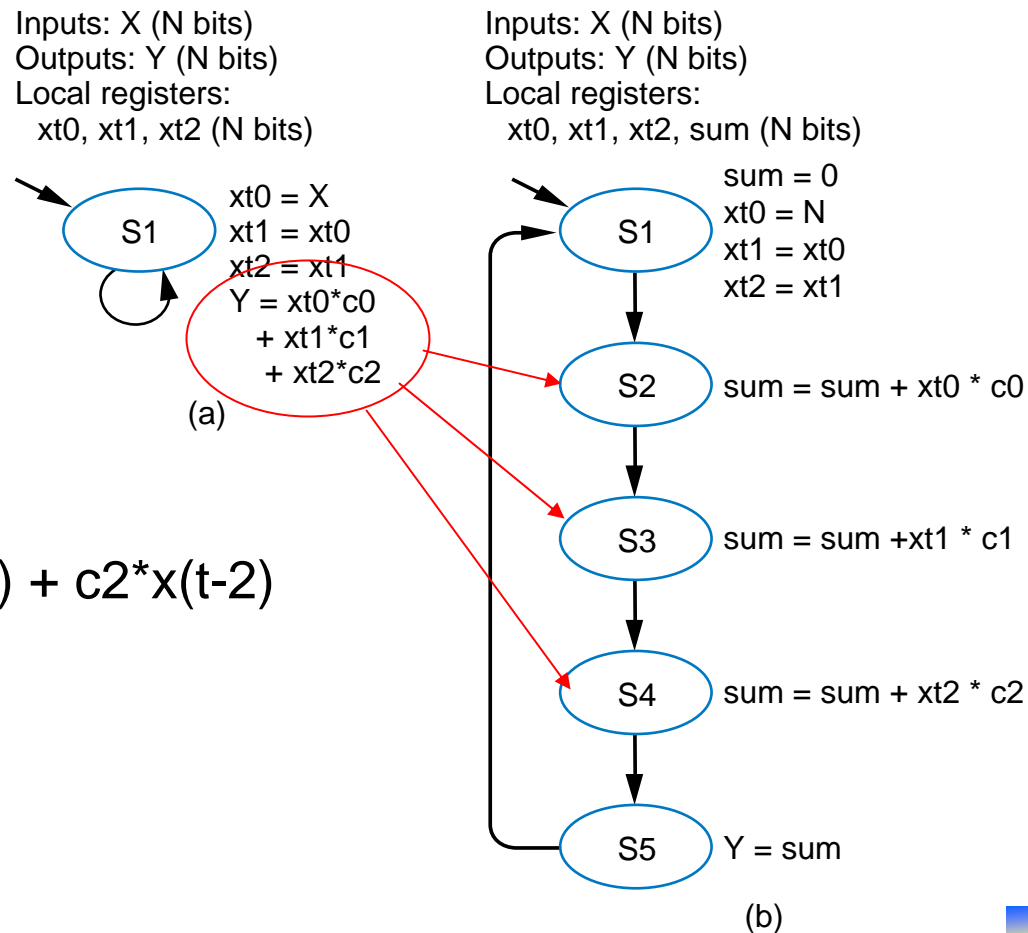 Inputs: X (N bits)
Outputs: Y (N bits)
Local registers:
xt0, xt1, xt2 (N bits)
S1
xt0 = X
xt1 = xt0
xt2 = xt1
Y = xt0*c0
+ xt1*c1
+ xt2*c2
(a)
) + c2*x(t-2)
Inputs: X (N bits)
Outputs: Y (N bits)
Local registers:
xt0, xt1, xt2, sum (N bits)
S1
sum = 0
xt0 = N
xt1 = xt0
xt2 = xt1
S2
sum = sum + xt0 * c0
S3
sum = sum +xt1 * c1
S4
sum = sum + xt2 * c2
S5
Y = sum
(b)